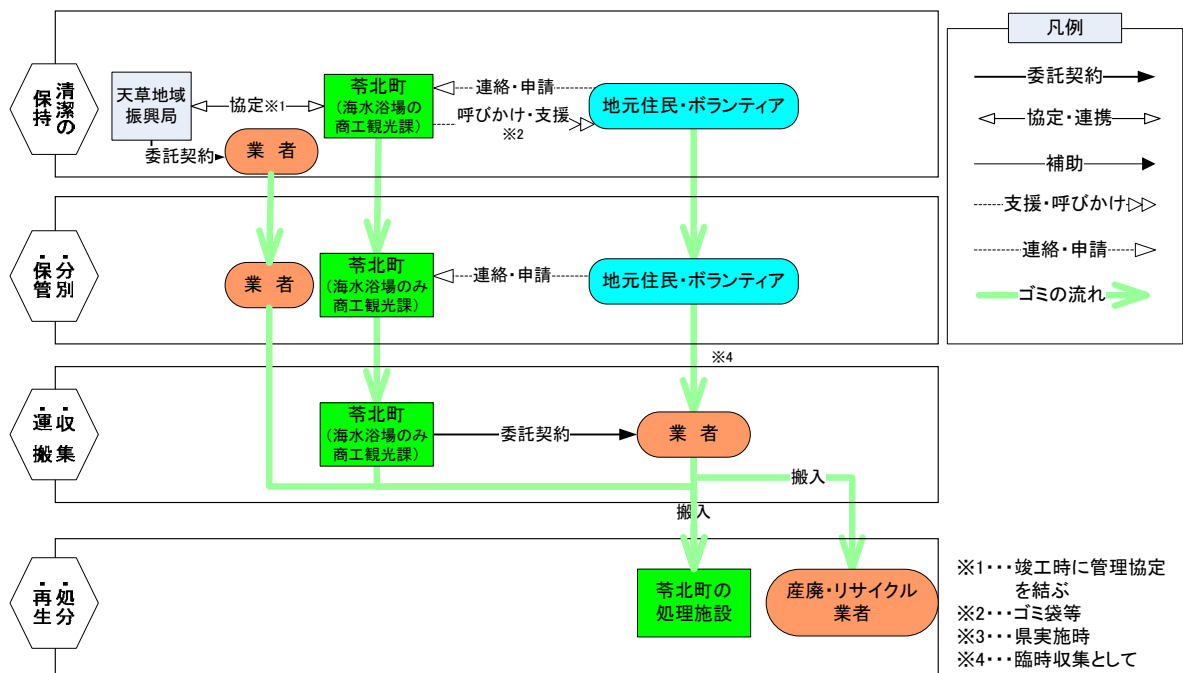 清潔の
保持
天草地域
振興局
協定※1
苓北町
(海水浴場の
商工観光課)
連絡・申請
呼びかけ・支援
※2
地元住民・ボランティア
委託契約
業 者
分別・
保管・
業 者
苓北町
(海水浴場のみ
商工観光課)
連絡・申請
地元住民・ボランティア
※4
収集・
運搬・
苓北町
(海水浴場のみ
商工観光課)
委託契約
業 者
搬入
搬入
処分・
再生・
苓北町の
処理施設
産廃・リサイクル
業者
凡例
委託契約
協定・連携
補助
支援・呼びかけ
連絡・申請
ゴミの流れ
※1・・・竣工時に管理協定
を結ぶ
※2・・・ゴミ袋等
※3・・・県実施時
※4・・・臨時収集として